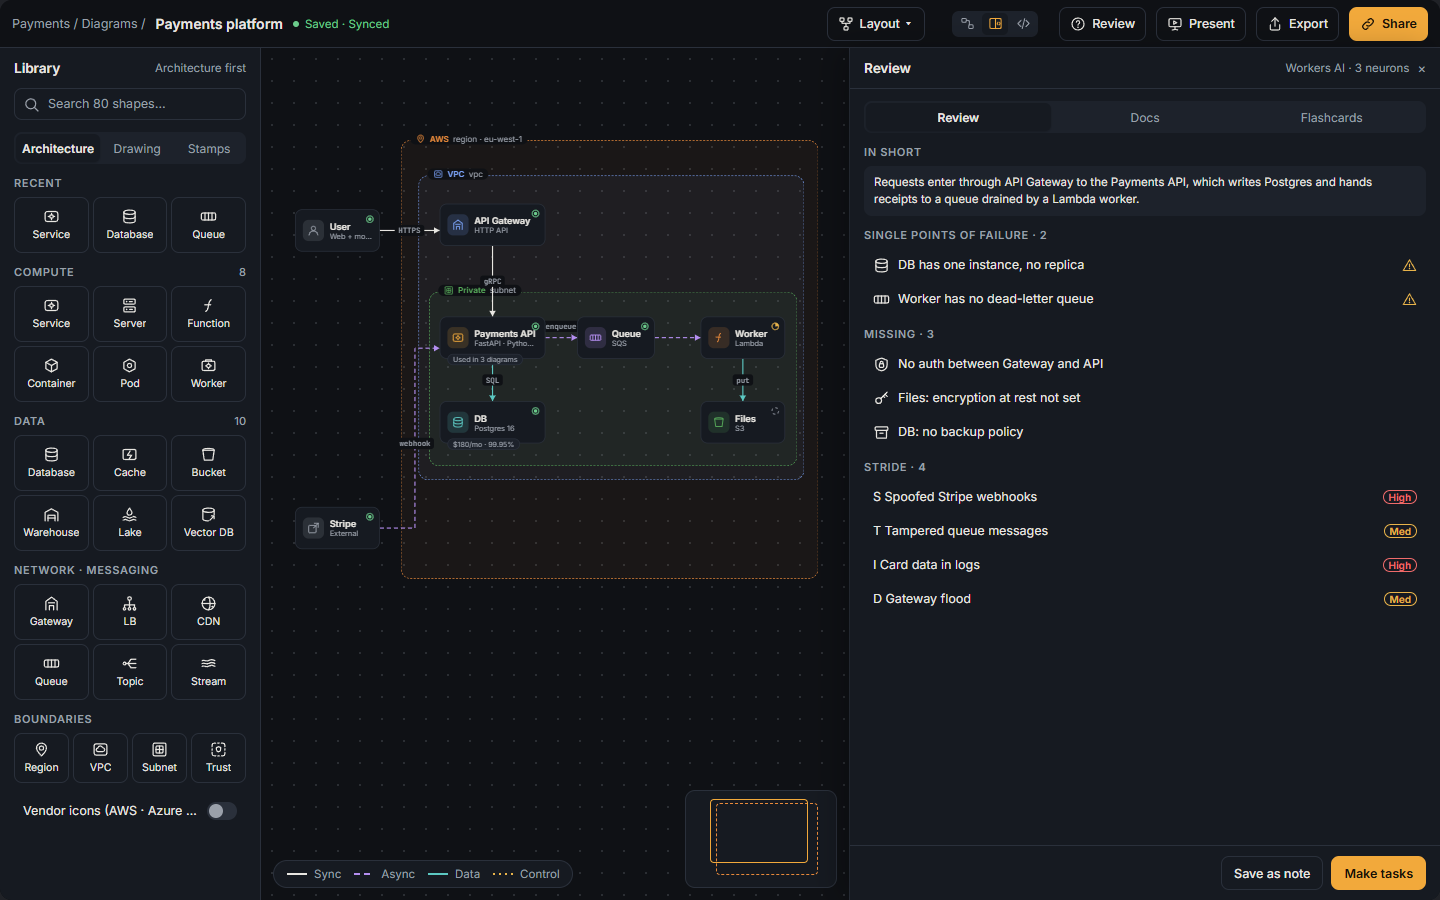 Payments / Diagrams / Payments platform Saved · Synced
Layout
Review
Present
Export
Share
Library
Architecture first
Search 80 shapes...
Architecture
Drawing
Stamps
RECENT
Service
Database
Queue
COMPUTE
8
Service
Server
Function
Container
Pod
Worker
DATA
10
Database
Cache
Bucket
Warehouse
Lake
Vector DB
NETWORK · MESSAGING
Gateway
LB
CDN
Queue
Topic
Stream
BOUNDARIES
Region
VPC
Subnet
Trust
Vendor icons (AWS · Azure ...
AWS region · eu-west-1
VPC vpc
User
Web + mo...
HTTPS
API Gateway
HTTP API
gRPC
Private subnet
Payments API
FastAPI · Pytho...
Used in 3 diagrams
enqueue
Queue
SQS
Worker
Lambda
SQL
put
DB
Postgres 16
$180/mo · 99.95%
Files
S3
webhook
Stripe
External
Sync
Async
Data
Control
Review
Workers AI · 3 neurons ×
Review
Docs
Flashcards
IN SHORT
Requests enter through API Gateway to the Payments API, which writes Postgres and hands
receipts to a queue drained by a Lambda worker.
SINGLE POINTS OF FAILURE · 2
DB has one instance, no replica
Worker has no dead-letter queue
MISSING · 3
No auth between Gateway and API
Files: encryption at rest not set
DB: no backup policy
STRIDE · 4
S Spoofed Stripe webhooks
High
T Tampered queue messages
Med
I Card data in logs
High
D Gateway flood
Med
Save as note
Make tasks